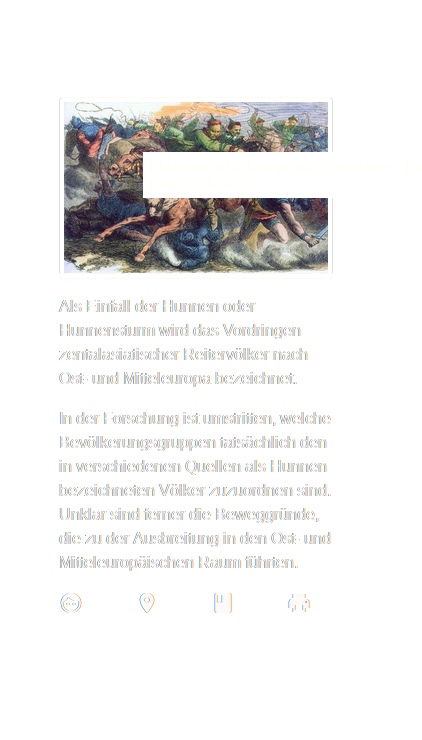 Als Einfall der Hunnen oder
Hunnensturm wird das Vordringen
zentalasiatischer Reitervölker nach
Ost- und Mitteleuropa bezeichnet.
In der Forschung ist umstritten, welche
Bevölkerungsgruppen tatsächlich den
in verschiedenen Quellen als Hunnen
bezeichneten Völker zuzuordnen sind.
Unklar sind ferner die Beweggründe,
die zu der Ausbreitung in den Ost- und
Mitteleuropäischen Raum führten.